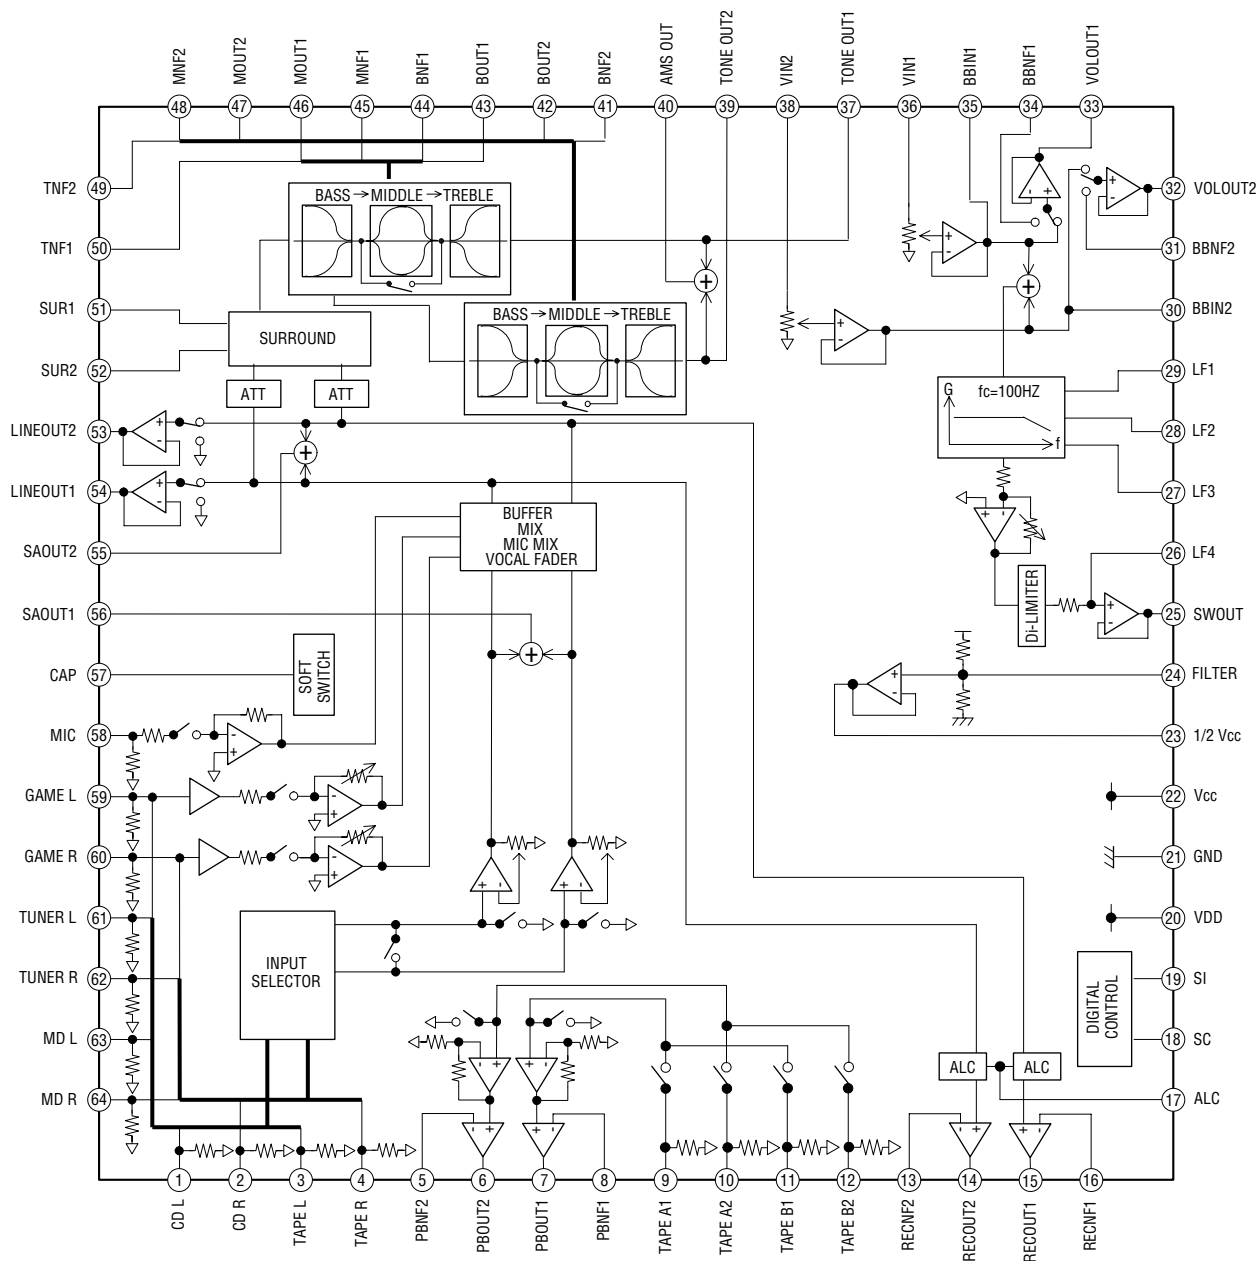 MNF2
MOUT2
MOUT1
MNF1
BNF1
BOUT1
BOUT2
BNF2
AMS OUT
TONE OUT2
VIN2
TONE OUT1
VIN1
BBIN1
BBNF1
VOLOUT1
48
47
46
45
44
43
42
41
40
39
38
37
36
35
34
33
TNF2 49
TNF1 50
SUR1 51
SUR2 52
LINEOUT2 53
LINEOUT1 54
SAOUT2 55
SAOUT1 56
CAP 57
MIC 58
GAME L 59
GAME R 60
TUNER L 61
TUNER R 62
MD L 63
MD R 64
BASS→MIDDLE→TREBLE
BASS→MIDDLE→TREBLE
SURROUND
ATT
ATT
+
-
+
-
+
+
BUFFER
MIX
MIC MIX
VOCAL FADER
+
SOFT
SWITCH
-
+
-
+
-
+
+ -
+ -
INPUT
SELECTOR
- +
+ -
- +
+ -
+
-
- +
+
-
+
+
-
G
fc=100HZ
f
+ -
Di-LIMITER
+
-
+
-
DIGITAL
CONTROL
ALC
ALC
- +
+ -
32 VOLOUT2
31 BBNF2
30 BBIN2
29 LF1
28 LF2
27 LF3
26 LF4
25 SWOUT
24 FILTER
23 1/2 Vcc
22 Vcc
21 GND
20 VDD
19 SI
18 SC
17 ALC
1
2
3
4
5
6
7
8
9
10
11
12
13
14
15
16
CD L
CD R
TAPE L
TAPE R
PBNF2
PBOUT2
PBOUT1
PBNF1
TAPE A1
TAPE A2
TAPE B1
TAPE B2
RECNF2
RECOUT2
RECOUT1
RECNF1